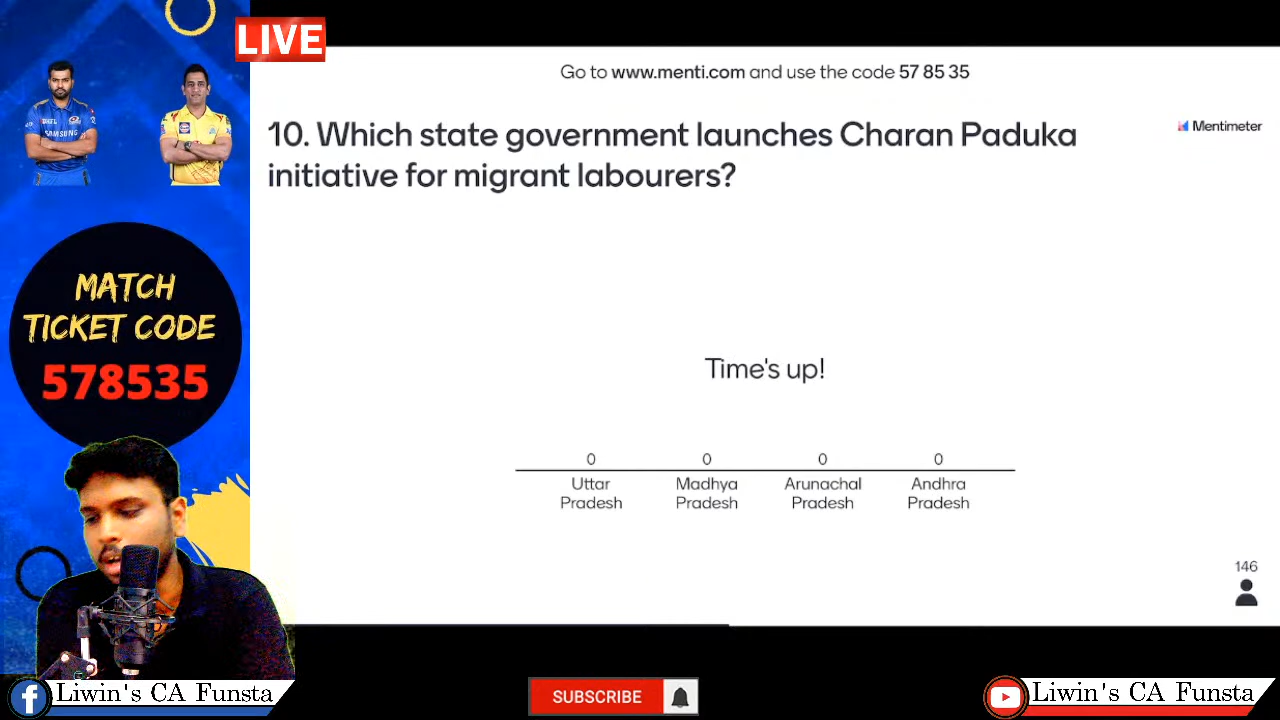 LIVE
Go to www.menti.com and use the code 57 85 35
10. Which state government launches Charan Paduka
initiative for migrant labourers?
Mentimeter
SAMSUNG
MATCH
TICKET CODE
578535
Time's up!
0 0 0 0
Uttar Madhya Arunachal Andhra
Pradesh Pradesh Pradesh Pradesh
146
Liwin's CA Funsta
SUBSCRIBE
Liwin's CA Funsta